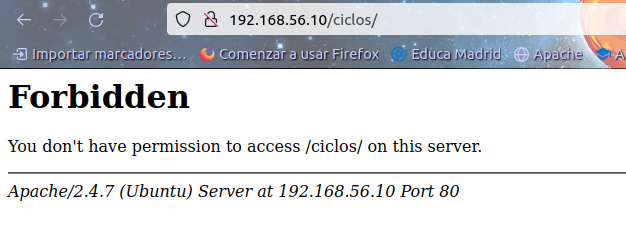 192.168.56.10/ciclos/
Importar marcadores... Comenzar a usar Firefox Educa Madrid Apache A
Forbidden
You don't have permission to access /ciclos/ on this server.
Apache/2.4.7 (Ubuntu) Server at 192.168.56.10 Port 80